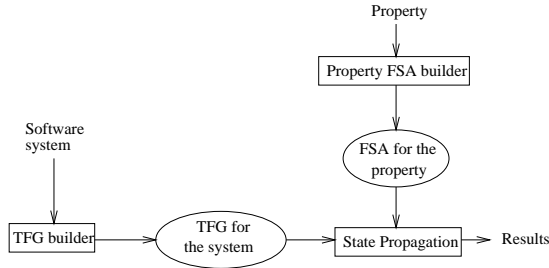 Property
Property FSA builder
Software
system
FSA for the
property
TFG builder
TFG for
the system
State Propagation
Results